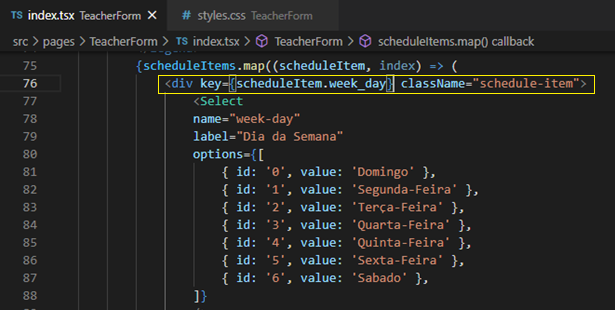 TS index.tsx TeacherForm × # styles.css TeacherForm
src > pages > TeacherForm > TS index.tsx > TeacherForm > scheduleItems.map() callback
75 {scheduleItems.map((scheduleItem, index) => (
76 <div key={scheduleItem.week_day} className="schedule-item">
77 <Select
78 name="week-day"
79 label="Dia da Semana"
80 options={[
81 { id: '0', value: 'Domingo' },
82 { id: '1', value: 'Segunda-Feira' },
83 { id: '2', value: 'Terça-Feira' },
84 { id: '3', value: 'Quarta-Feira' },
85 { id: '4', value: 'Quinta-Feira' },
86 { id: '5', value: 'Sexta-Feira' },
87 { id: '6', value: 'Sabado' },
88 ]}